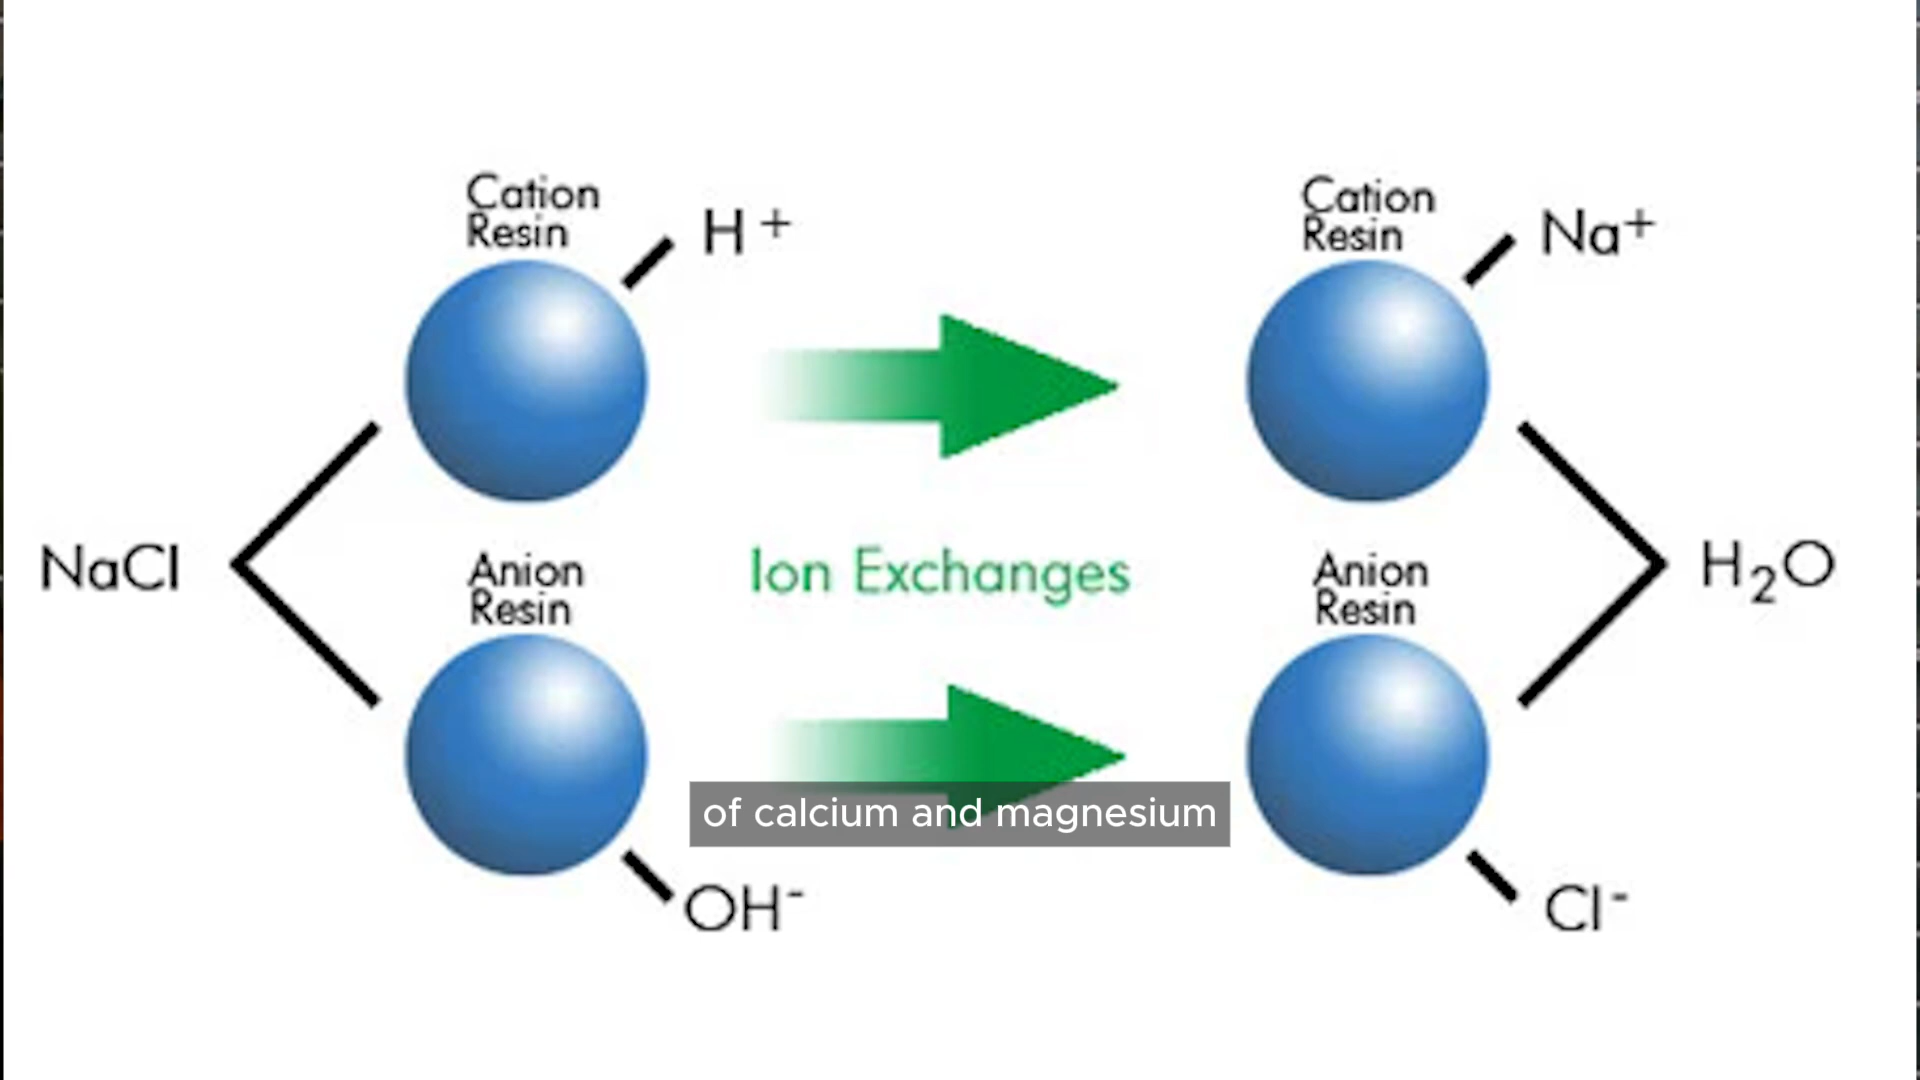 Cation
Resin
H+
Cation
Resin
Na+
NaCl
Anion
Resin
Ion Exchanges
Anion
Resin
H2O
of calcium and magnesium
OH-
Cl-